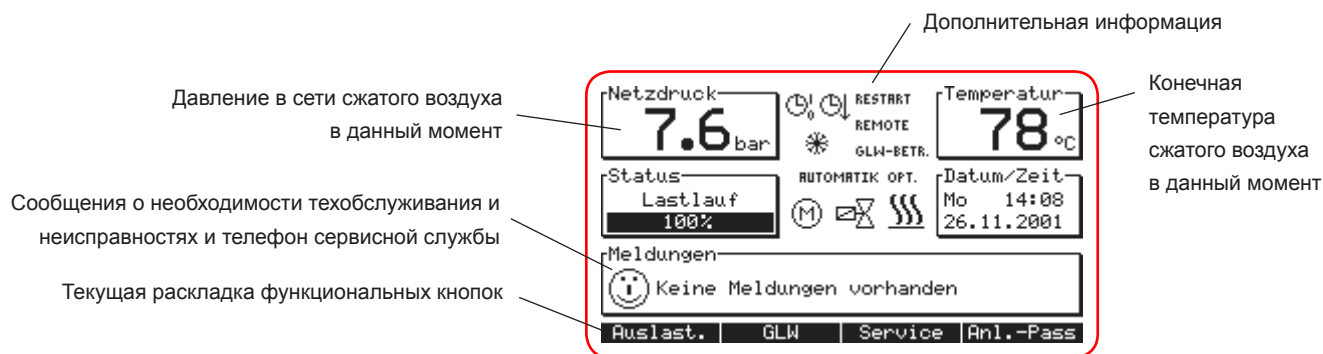 Дополнительная информация
Давление в сети сжатого воздуха
в данный момент
Конечная
температура
сжатого воздуха
в данный момент
Сообщения о необходимости техобслуживания и
неисправностях и телефон сервисной службы
Текущая раскладка функциональных кнопок
Netzdruck
7.6 bar
RESTART
REMOTE
GLW-BETR.
Temperatur
78 °C
Status
Lastlauf
100%
AUTOMATIK OPT.
M
Datum/Zeit
Mo 14:08
26.11.2001
Meldungen
Keine Meldungen vorhanden
Auslast. GLW Service Anl.-Pass